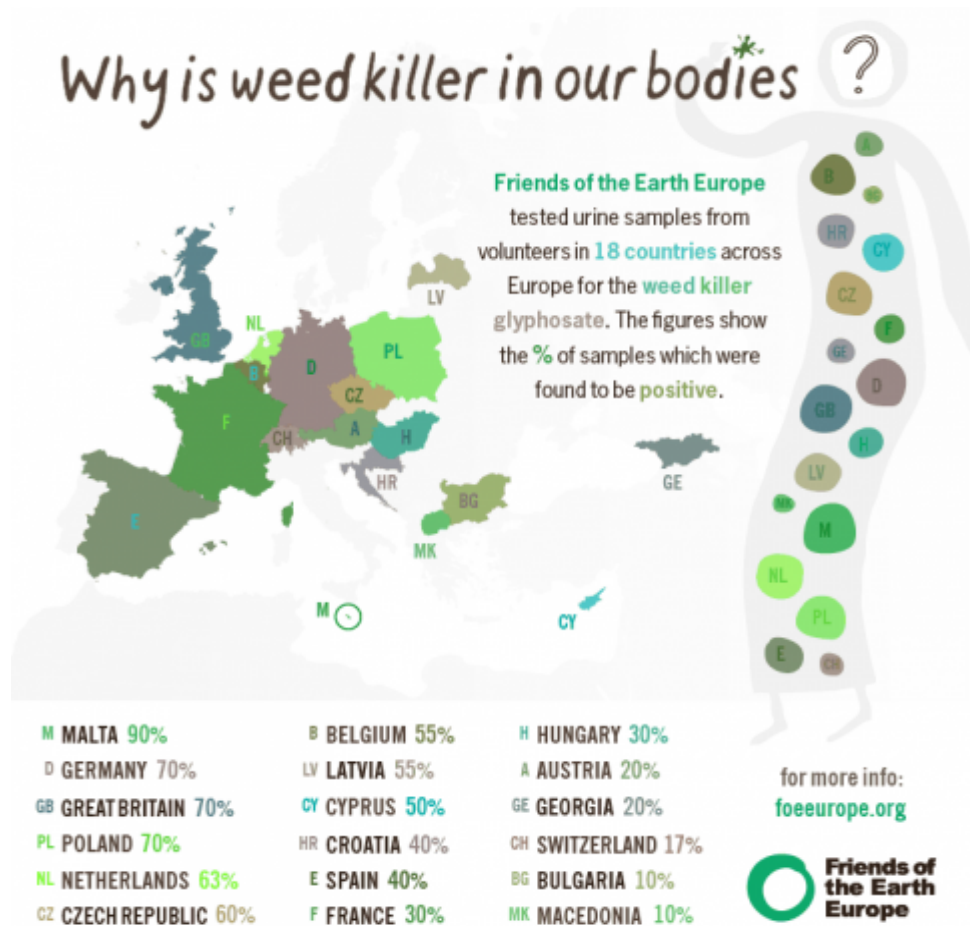 Why is weed killer in our bodies
?
Friends of the Earth Europe
tested urine samples from
volunteers in 18 countries across
Europe for the weed killer
glyphosate. The figures show
the % of samples which were
found to be positive.
GB
NL
B
D
PL
LV
CZ
F
CH
A
H
HR
BG
MK
E
GE
M
CY
A
B
BG
HR
CY
CZ
F
GE
D
GB
H
LV
MK
M
NL
PL
E
CH
M MALTA 90%
D GERMANY 70%
GB GREAT BRITAIN 70%
PL POLAND 70%
NL NETHERLANDS 63%
CZ CZECH REPUBLIC 60%
B BELGIUM 55%
LV LATVIA 55%
CY CYPRUS 50%
HR CROATIA 40%
E SPAIN 40%
F FRANCE 30%
H HUNGARY 30%
A AUSTRIA 20%
GE GEORGIA 20%
CH SWITZERLAND 17%
BG BULGARIA 10%
MK MACEDONIA 10%
for more info:
foeeurope.org
Friends of
the Earth
Europe